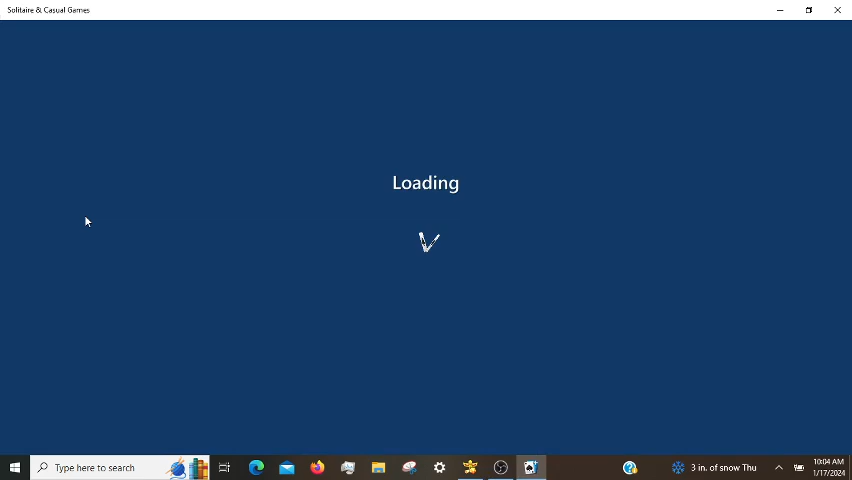 Solitaire & Casual Games
Loading
Type here to search
3 in. of snow Thu
10:04 AM
1/17/2024